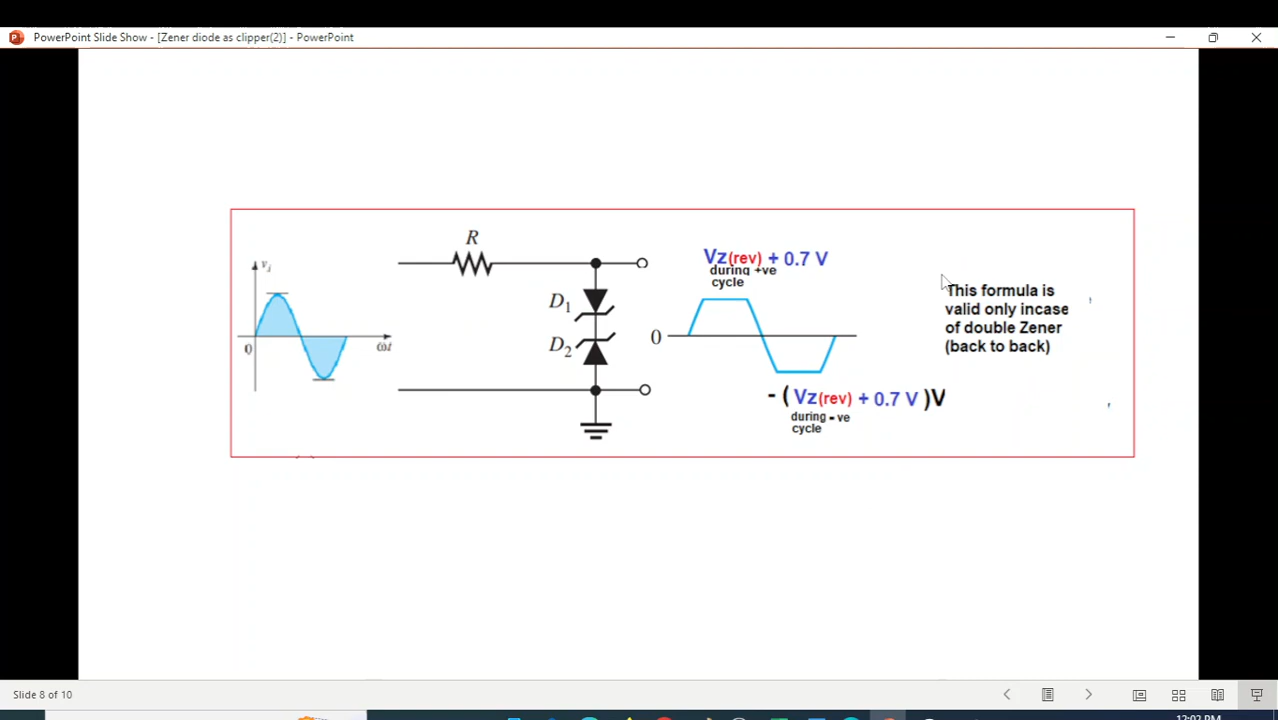 PowerPoint Slide Show - [Zener diode as clipper(2)] - PowerPoint
R
Vz(rev) + 0.7 V
during +ve
cycle
vi
D1
This formula is
valid only incase
of double Zener
(back to back)
0
ωt
D2
0
- ( Vz(rev) + 0.7 V )V
during - ve
cycle
Slide 8 of 10